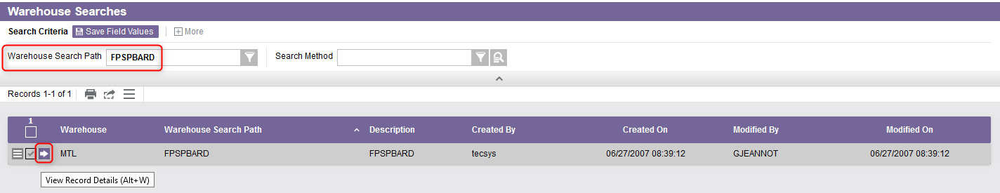 Warehouse Searches
Search Criteria Save Field Values More
Warehouse Search Path FPSPBARD Search Method
Records 1-1 of 1
1
Warehouse Warehouse Search Path Description Created By Created On Modified By Modified On
MTL FPSPBARD FPSPBARD tecsys 06/27/2007 08:39:12 GJEANNOT 06/27/2007 08:39:12
View Record Details (Alt+W)